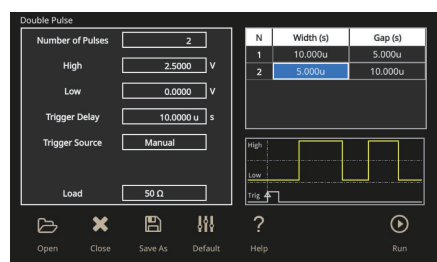 Double Pulse
Number of Pulses 2
High 2.5000 V
Low 0.0000 V
Trigger Delay 10.0000 u s
Trigger Source Manual
Load 50 Ω
N Width (s) Gap (s)
1 10.000u 5.000u
2 5.000u 10.000u
High
Low
Trig
Open Close Save As Default Help Run